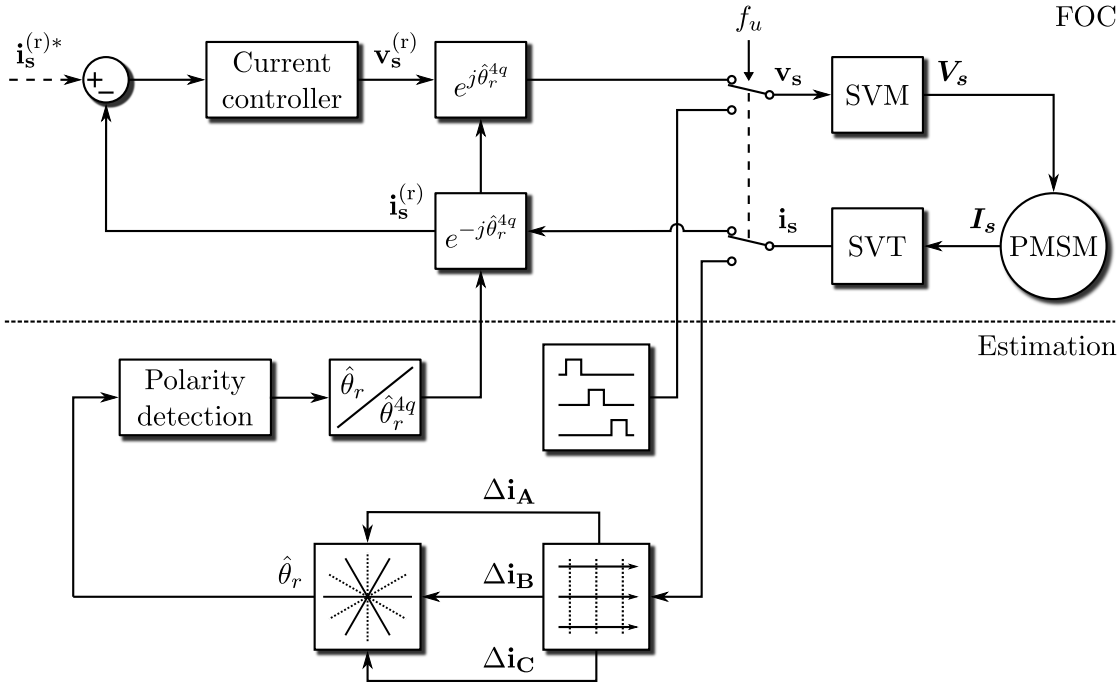 FOC
i_s^{(r)*}
+
−
Current
controller
v_s^{(r)}
e^{jθ̂_r^{4q}}
f_u
v_s
SVM
V_s
i_s^{(r)}
e^{-jθ̂_r^{4q}}
i_s
SVT
I_s
PMSM
Estimation
Polarity
detection
θ̂_r
θ̂_r^{4q}
Δi_A
θ̂_r
Δi_B
Δi_C